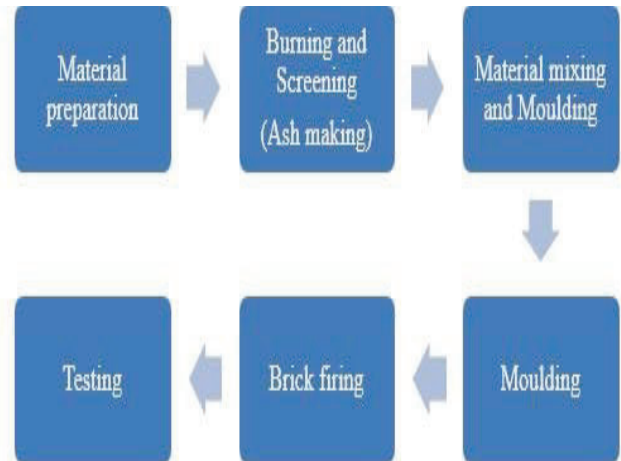 Material
preparation
Burning and
Screening
(Ash making)
Material mixing
and Moulding
Moulding
Brick firing
Testing